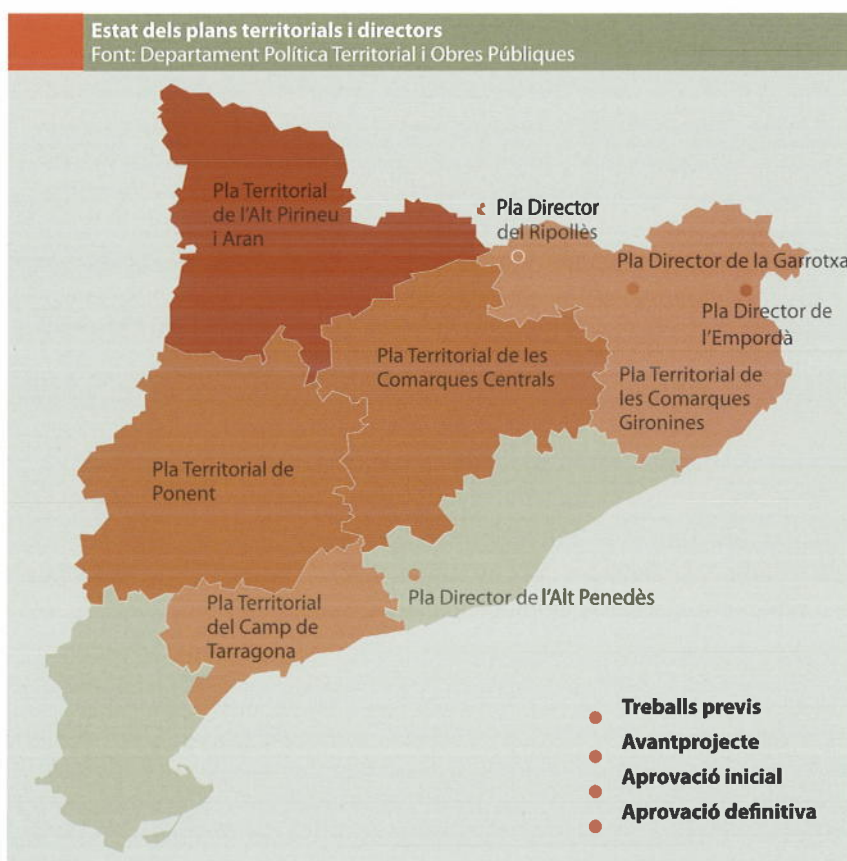 Estat dels plans territorials i directors
Font: Departament Política Territorial i Obres Públiques
Pla Territorial
de l'Alt Pirineu
i Aran
Pla Director
del Ripollès
Pla Director de la Garrotxa
Pla Director de
l'Empordà
Pla Territorial de les
Comarques Centrals
Pla Territorial de
les Comarques
Gironines
Pla Territorial de
Ponent
Pla Director de l'Alt Penedès
Pla Territorial
del Camp de
Tarragona
Treballs previs
Avantprojecte
Aprovació inicial
Aprovació definitiva